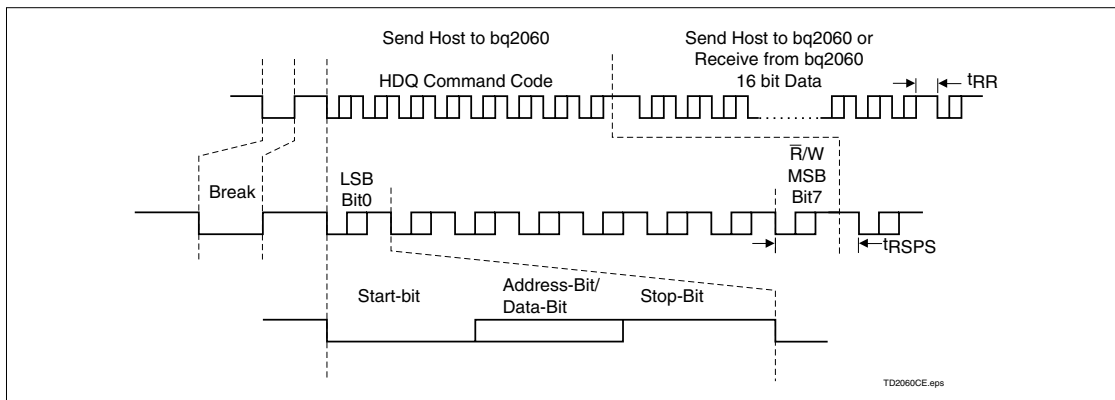 Send Host to bq2060
Send Host to bq2060 or
Receive from bq2060
16 bit Data
HDQ Command Code
tRR
Break
LSB
Bit0
R̅/W
MSB
Bit7
tRSPS
Start-bit
Address-Bit/
Data-Bit
Stop-Bit
TD2060CE.eps